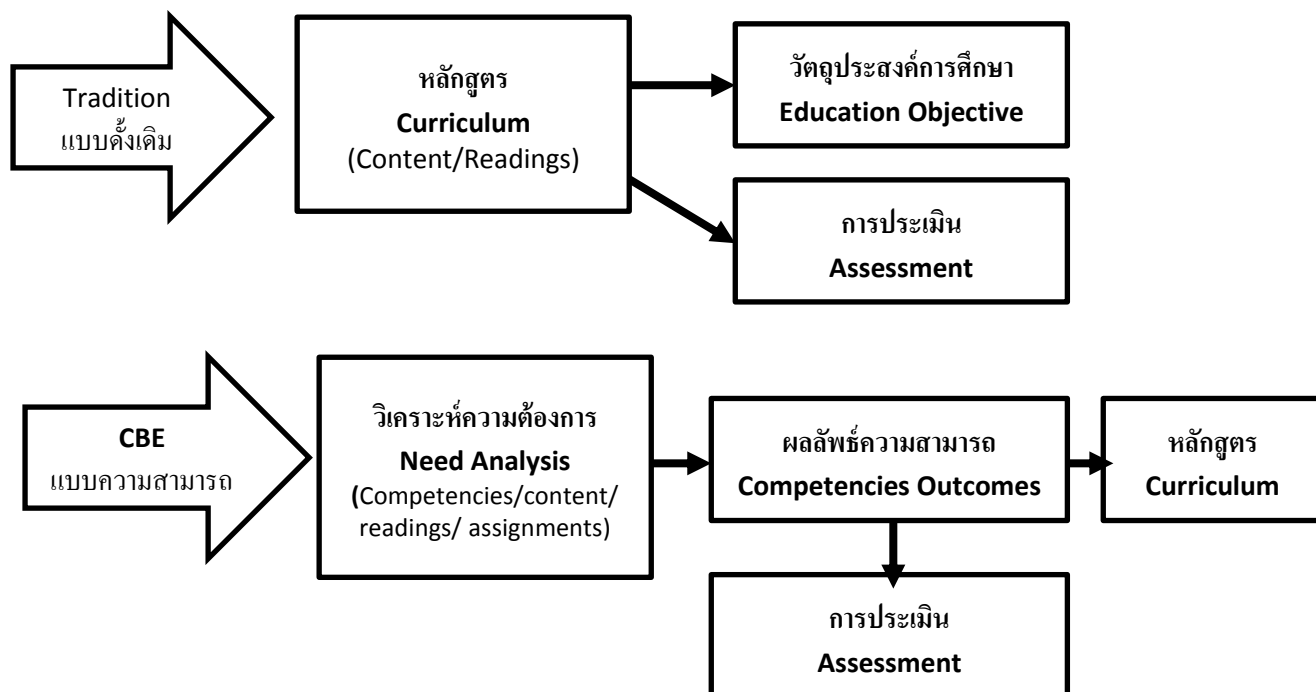 Tradition
แบบดั้งเดิม
หลักสูตร
Curriculum
(Content/Readings)
วัตถุประสงค์การศึกษา
Education Objective
การประเมิน
Assessment
CBE
แบบความสามารถ
วิเคราะห์ความต้องการ
Need Analysis
(Competencies/content/
readings/ assignments)
ผลลัพธ์ความสามารถ
Competencies Outcomes
หลักสูตร
Curriculum
การประเมิน
Assessment